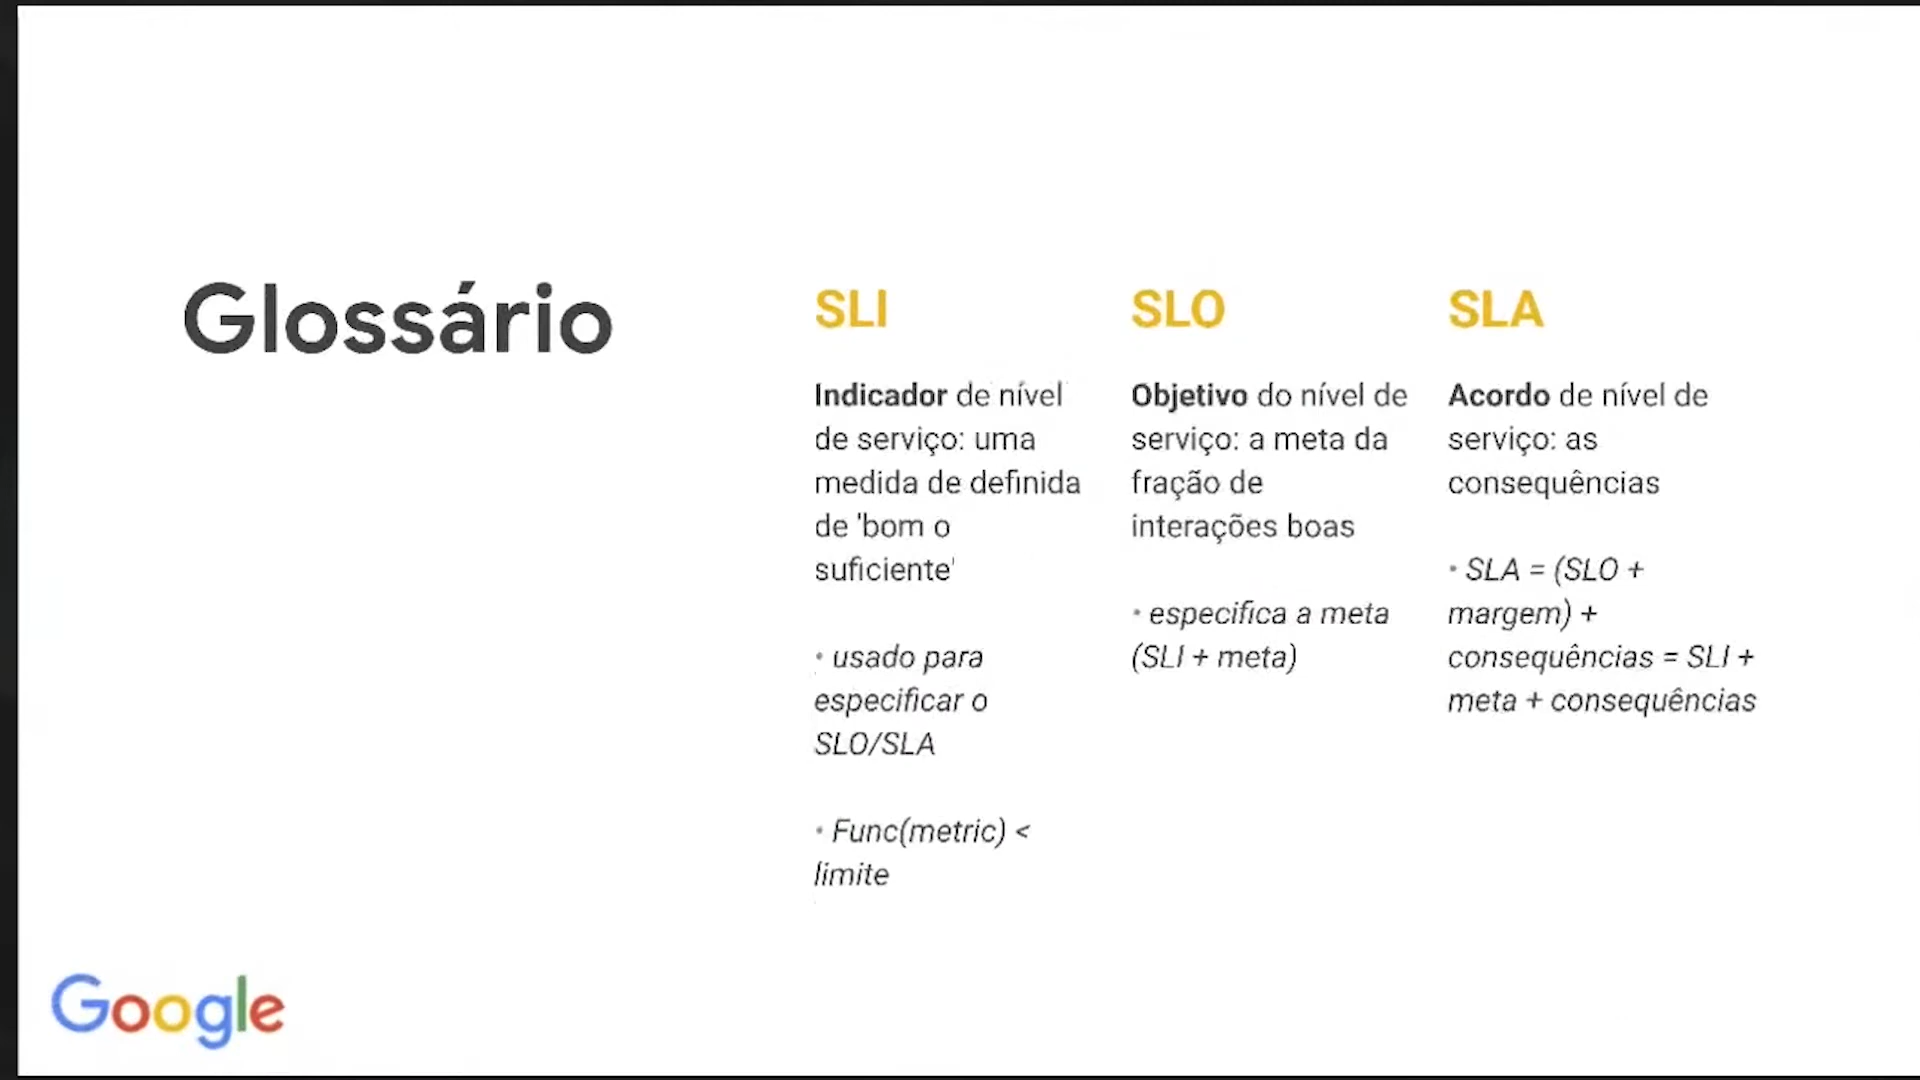 Glossário
SLI
Indicador de nível
de serviço: uma
medida de definida
de 'bom o
suficiente'
• usado para
especificar o
SLO/SLA
• Func(metric) <
limite
SLO
Objetivo do nível de
serviço: a meta da
fração de
interações boas
• especifica a meta
(SLI + meta)
SLA
Acordo de nível de
serviço: as
consequências
• SLA = (SLO +
margem) +
consequências = SLI +
meta + consequências
Google